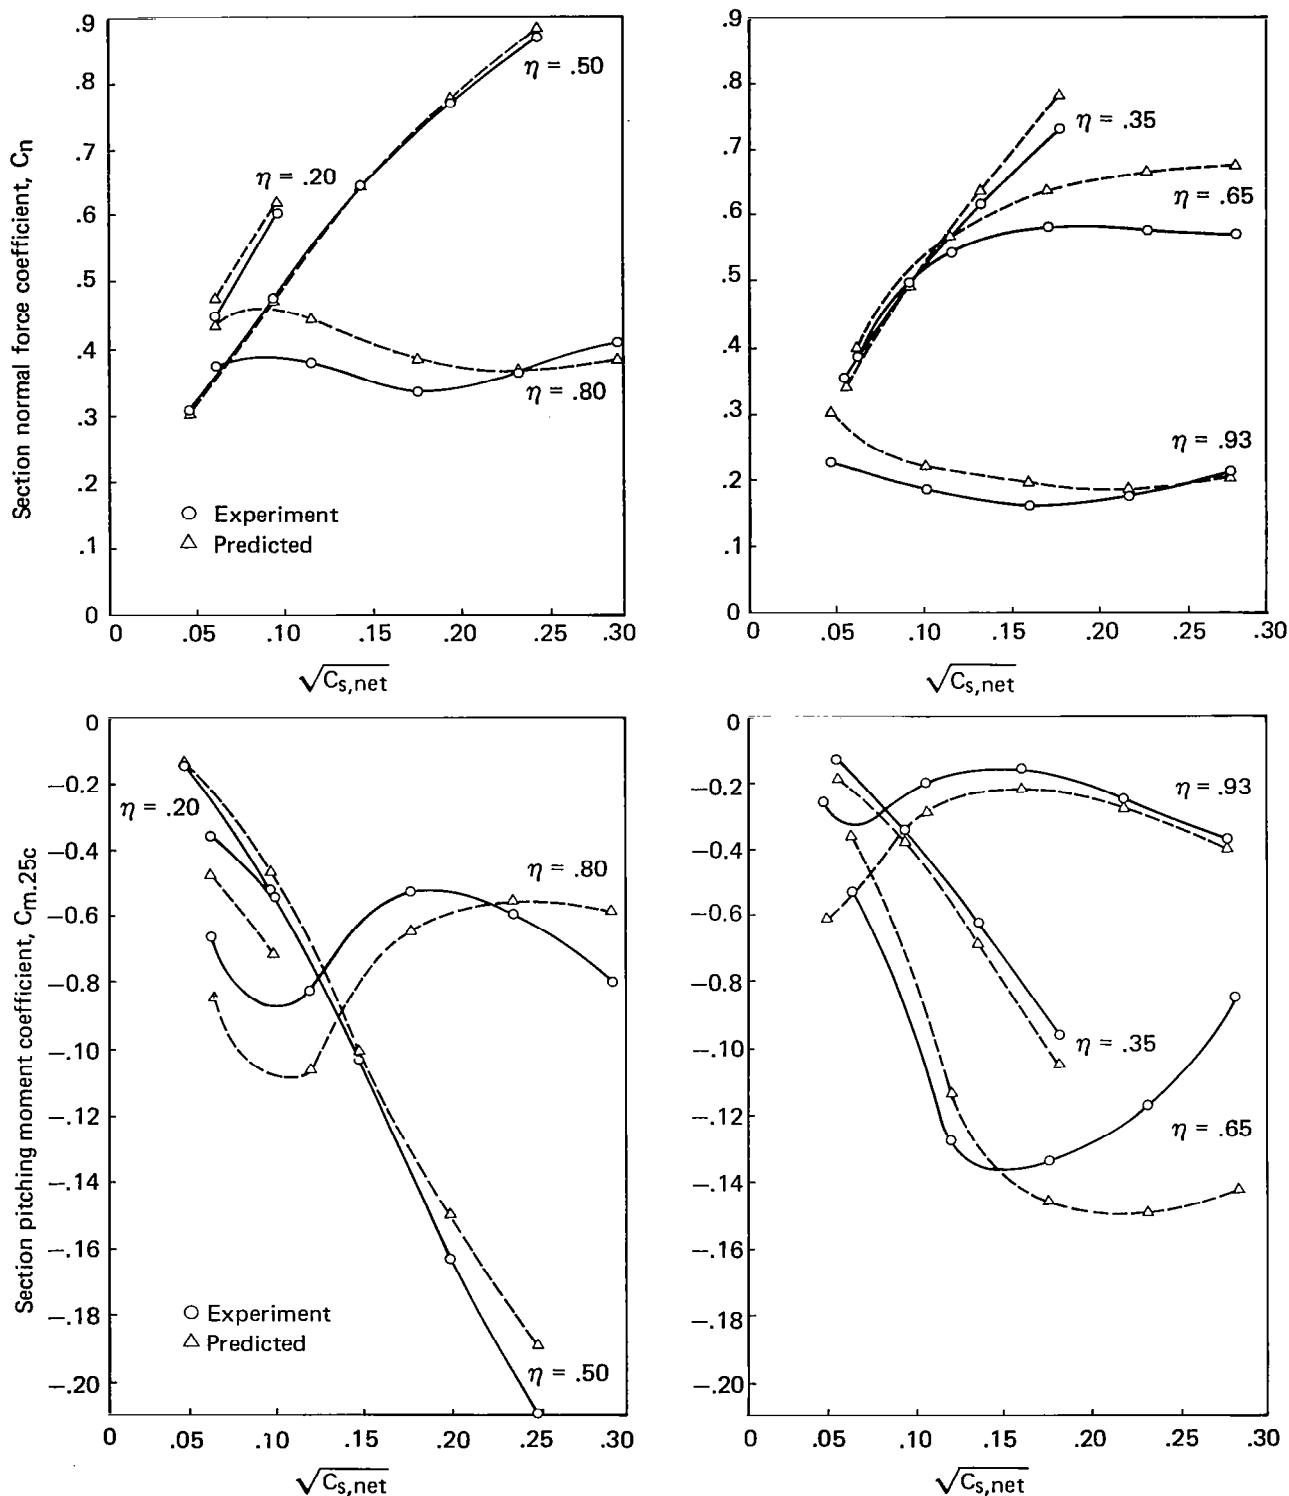 Section normal force coefficient, Cn
.9
.8
.7
.6
.5
.4
.3
.2
.1
0
η = .50
η = .20
η = .80
Experiment
Predicted
0 .05 .10 .15 .20 .25 .30
√Cs,net
.9
.8
.7
.6
.5
.4
.3
.2
.1
0
η = .35
η = .65
η = .93
0 .05 .10 .15 .20 .25 .30
√Cs,net
Section pitching moment coefficient, Cm.25c
0
−0.2
−0.4
−0.6
−0.8
−.10
−.12
−.14
−.16
−.18
−.20
η = .20
η = .80
Experiment
Predicted
η = .50
0 .05 .10 .15 .20 .25 .30
√Cs,net
0
−0.2
−0.4
−0.6
−0.8
−.10
−.12
−.14
−.16
−.18
−.20
η = .93
η = .35
η = .65
0 .05 .10 .15 .20 .25 .30
√Cs,net